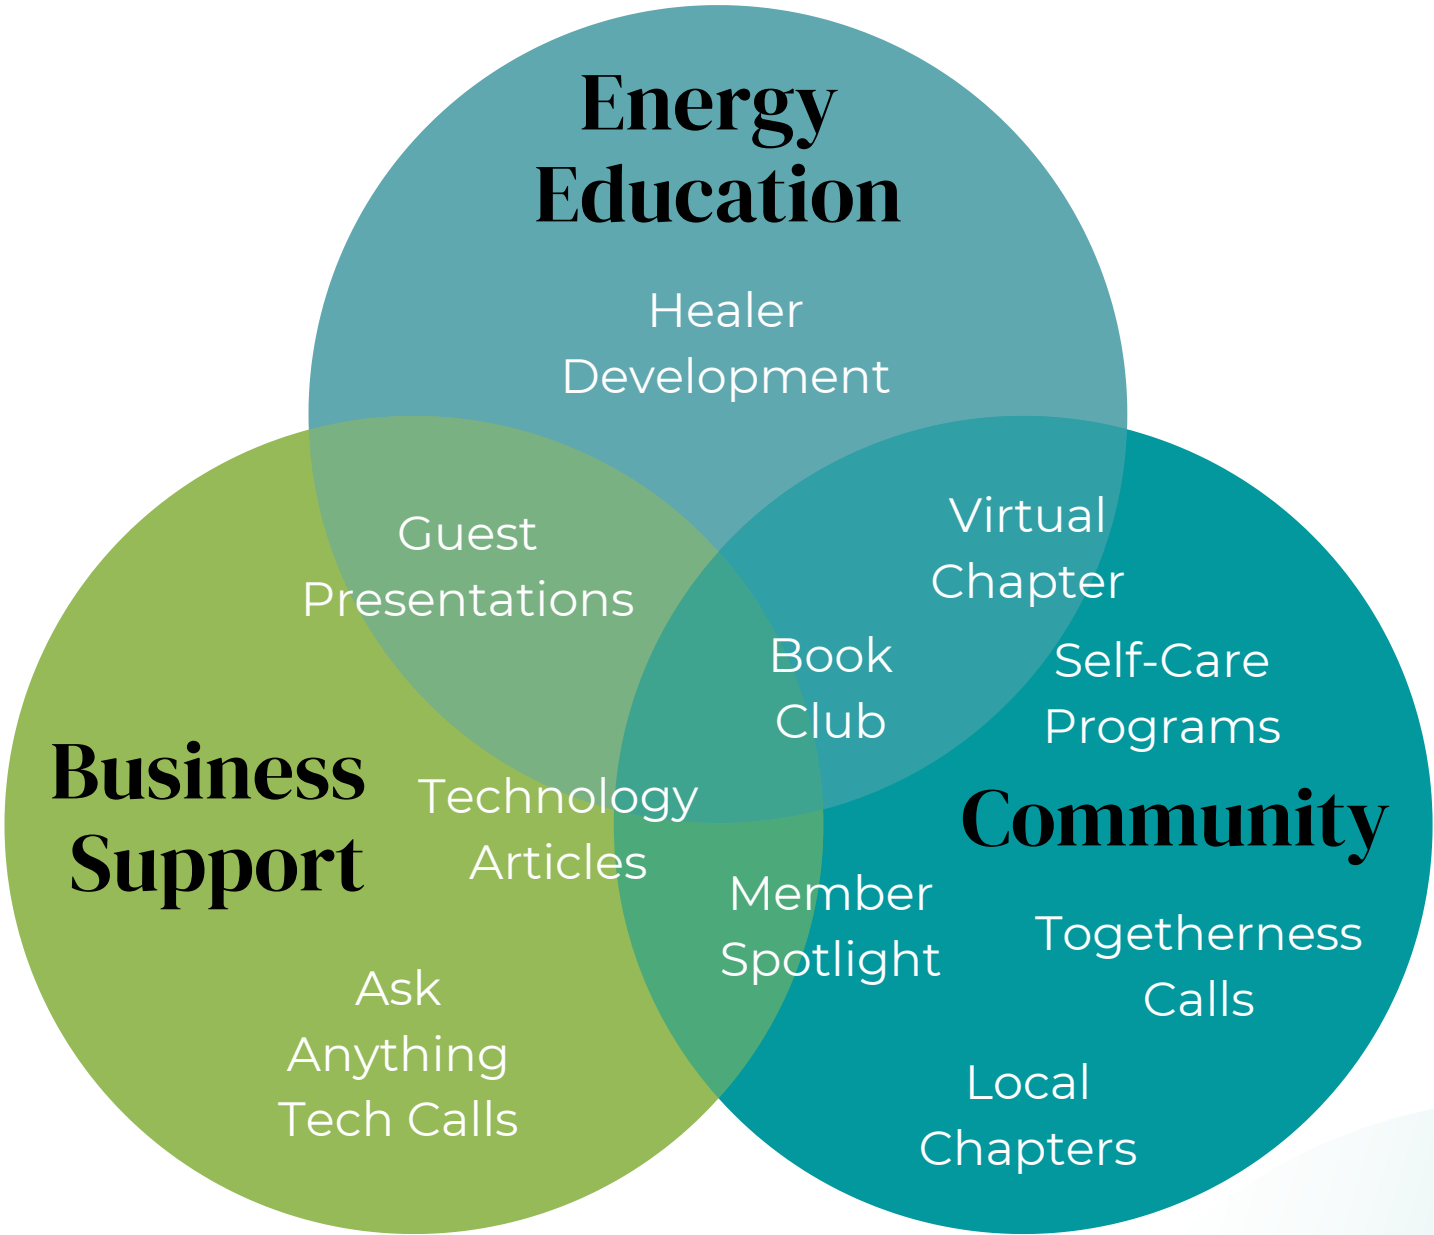 Energy
Education
Healer
Development
Guest
Presentations
Virtual
Chapter
Book
Club
Self-Care
Programs
Business
Support
Technology
Articles
Community
Member
Spotlight
Togetherness
Calls
Ask
Anything
Tech Calls
Local
Chapters